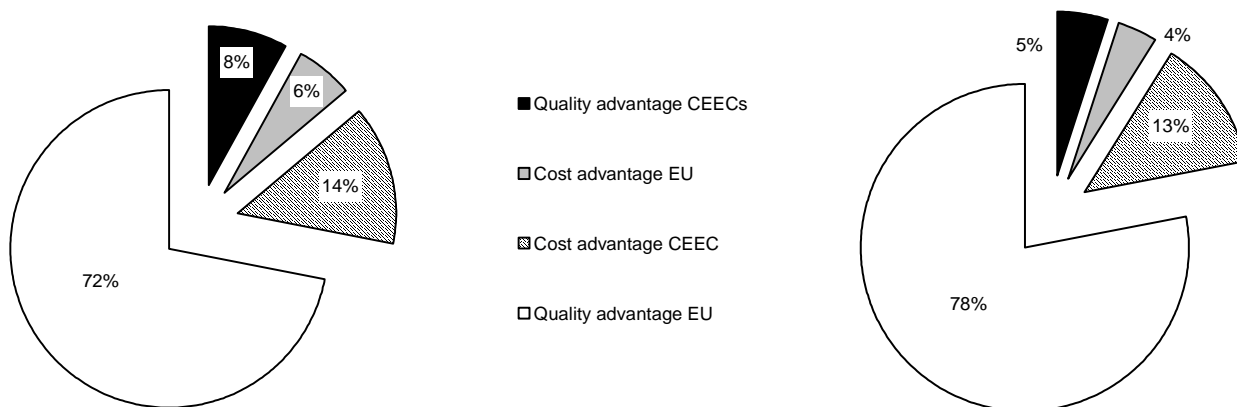 8%
6%
14%
72%
Quality advantage CEECs
Cost advantage EU
Cost advantage CEEC
Quality advantage EU
5%
4%
13%
78%